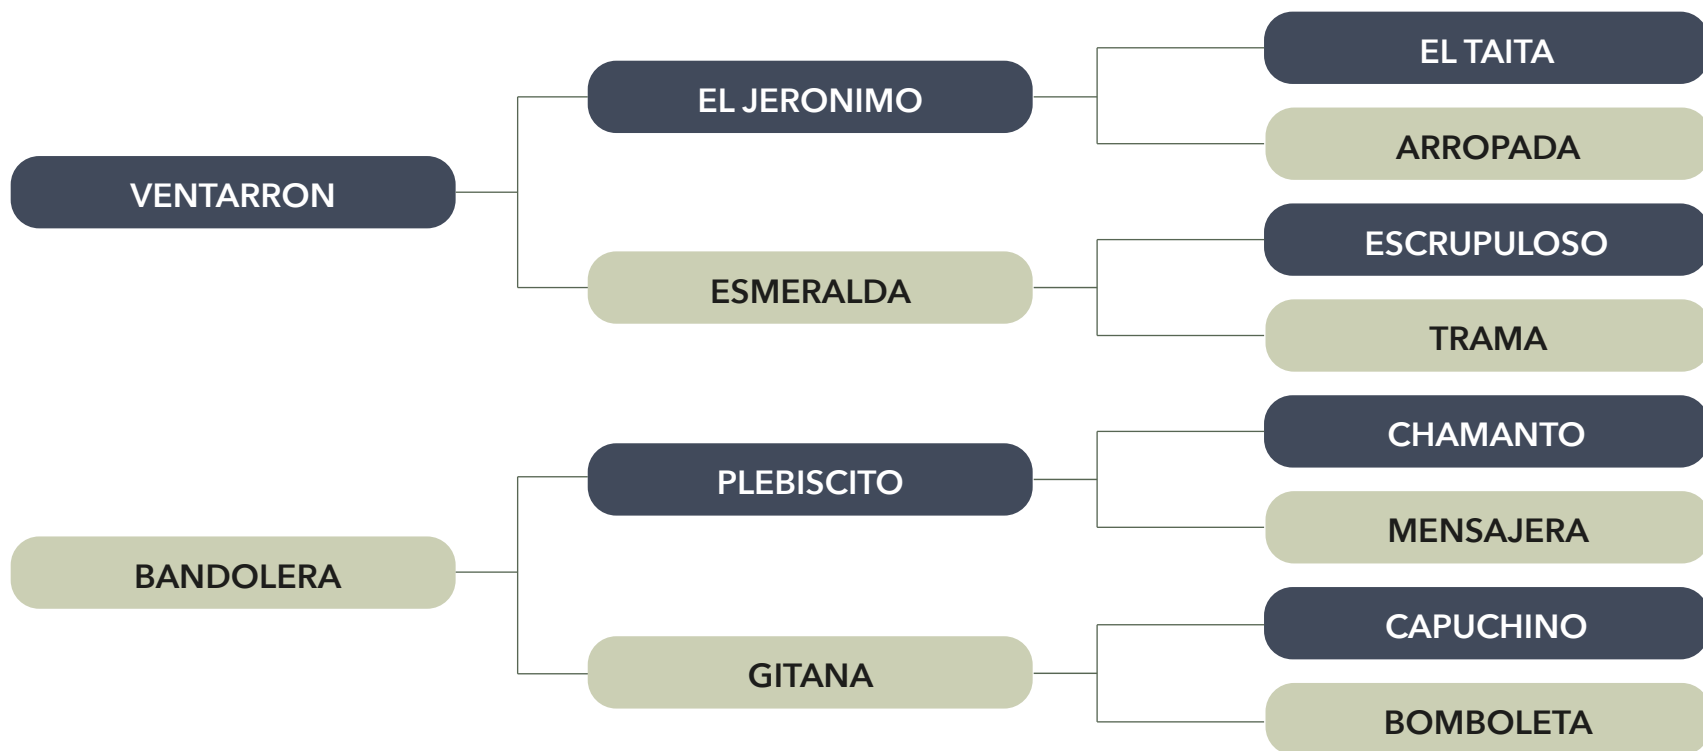 EL TAITA
EL JERONIMO
ARROPADA
VENTARRON
ESCRUPULOSO
ESMERALDA
TRAMA
CHAMANTO
PLEBISCITO
MENSAJERA
BANDOLERA
CAPUCHINO
GITANA
BOMBOLETA